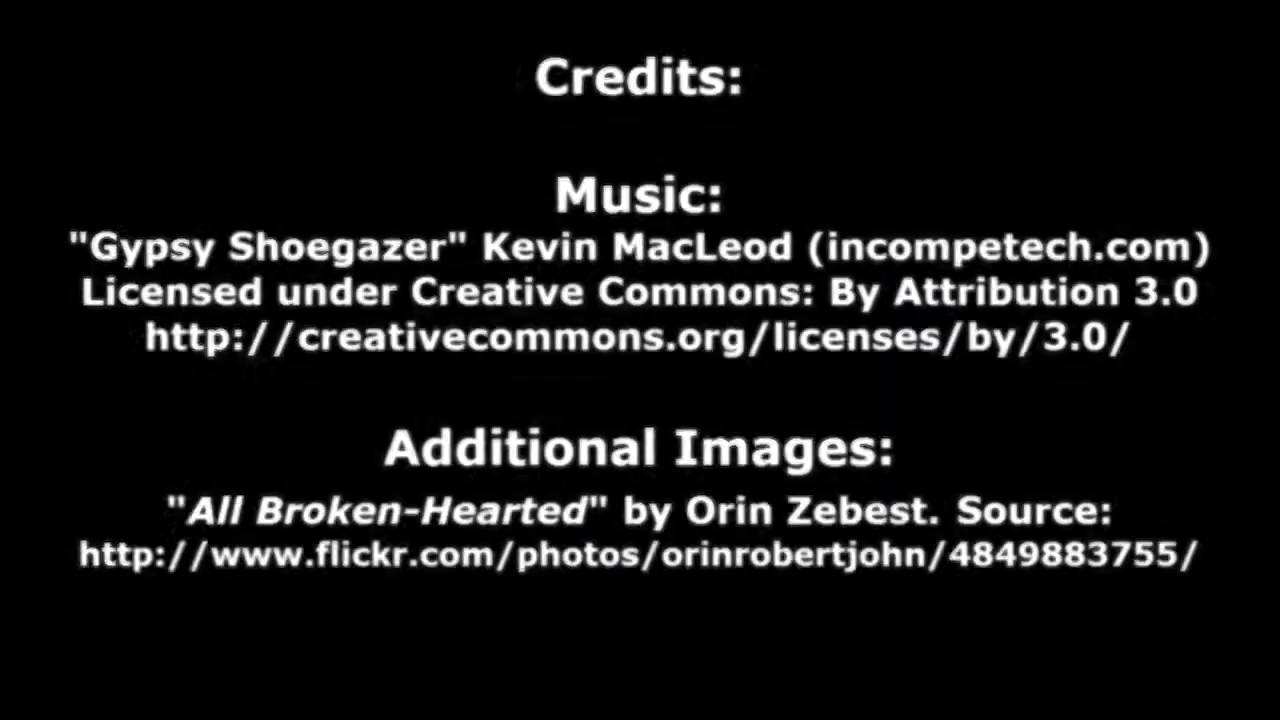 Credits:
Music:
"Gypsy Shoegazer" Kevin MacLeod (incompetech.com)
Licensed under Creative Commons: By Attribution 3.0
http://creativecommons.org/licenses/by/3.0/
Additional Images:
"All Broken-Hearted" by Orin Zebest. Source:
http://www.flickr.com/photos/orinrobertjohn/4849883755/